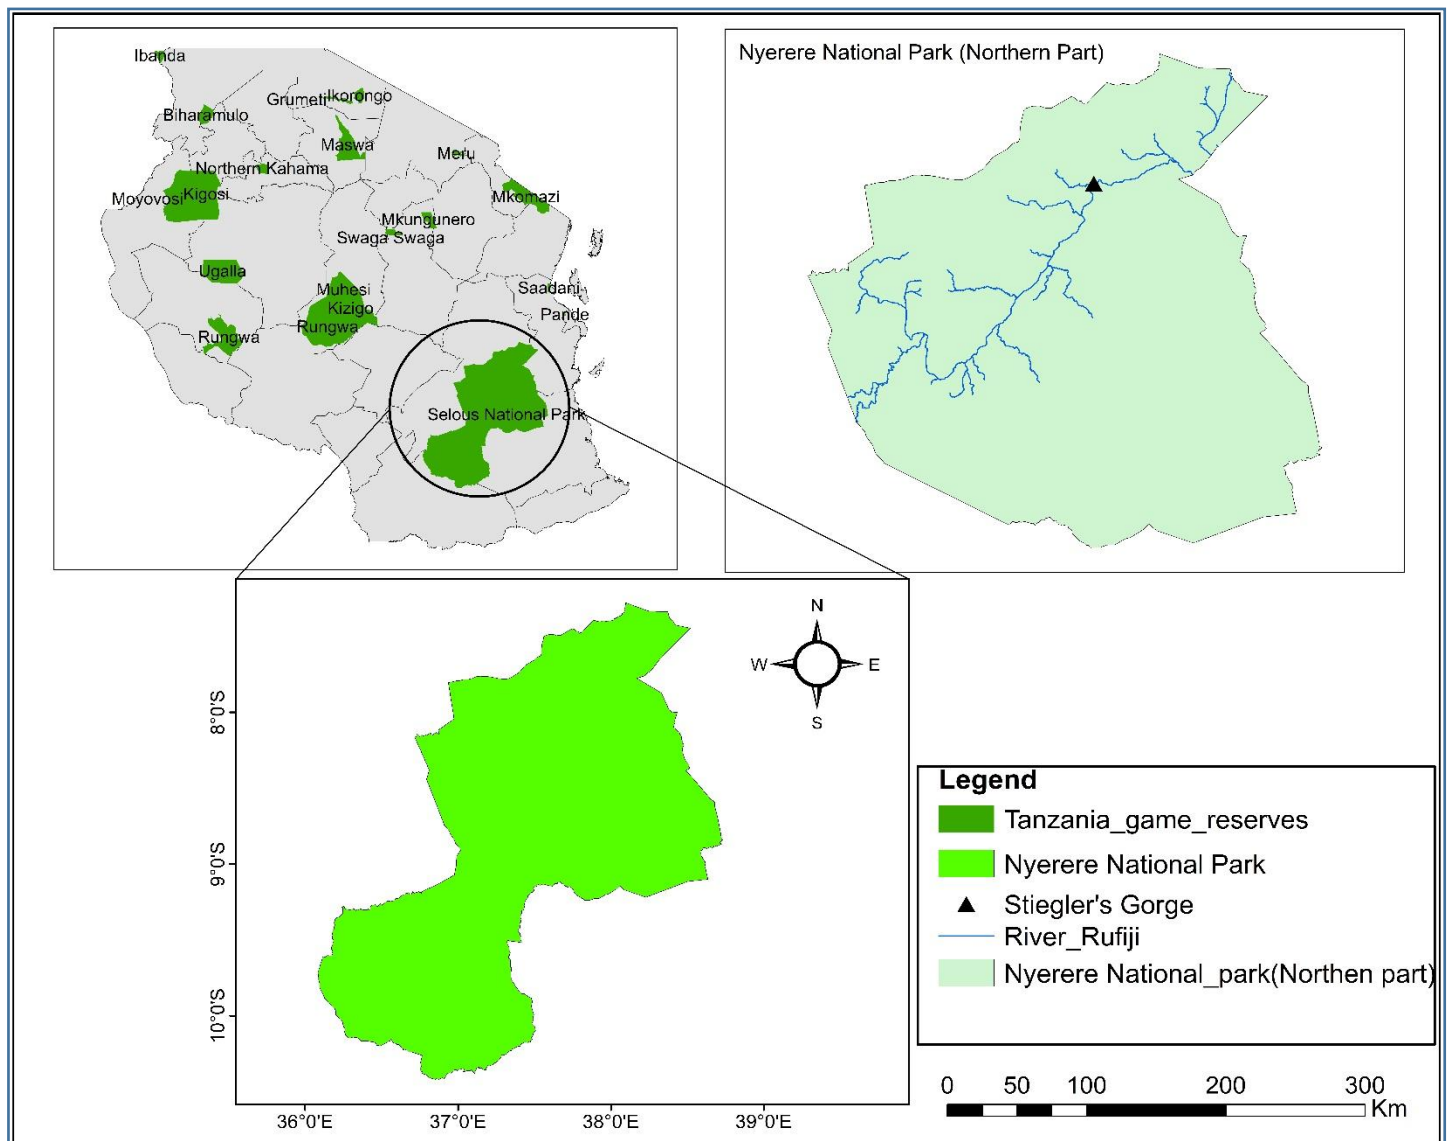 Ibanda
Grumeti Ikorongo
Biharamulo
Maswa
Meru
Northern Kahama
Moyovosi Kigosi
Mkomazi
Mkungunero
Swaga Swaga
Ugalla
Muhesi
Saadani
Kizigo
Pande
Rungwa
Rungwa
Selous National Park
Nyerere National Park (Northern Part)
N
W
E
S
8°0'0"S
9°0'0"S
10°0'0"S
36°0'E
37°0'E
38°0'E
39°0'E
Legend
Tanzania_game_reserves
Nyerere National Park
Stiegler's Gorge
River_Rufiji
Nyerere National_park(Northen part)
0 50 100 200 300
Km